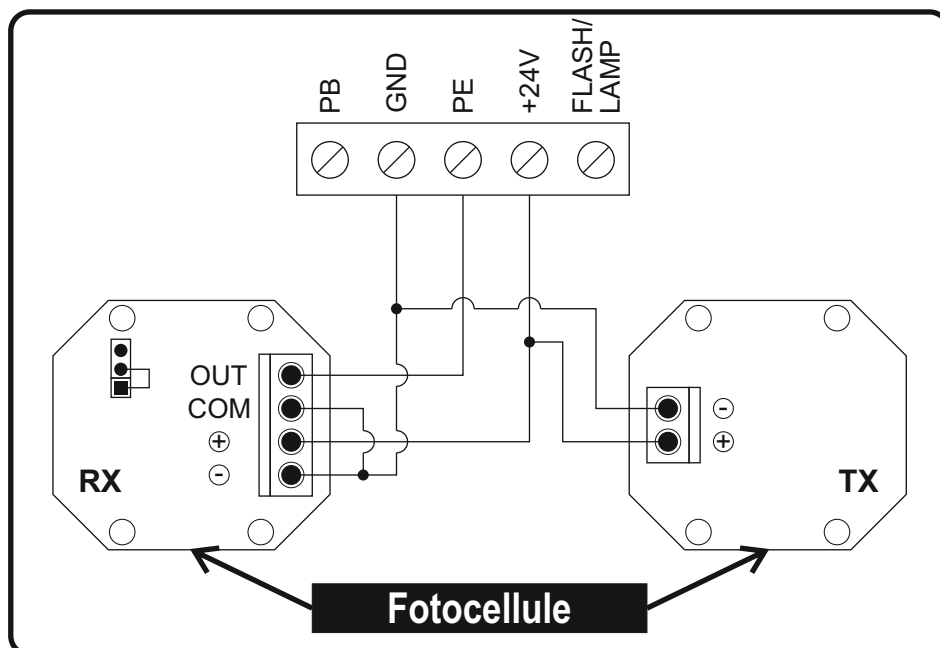 PB
GND
PE
+24V
FLASH/
LAMP
OUT
COM
+
-
RX
-
+
TX
Fotocellule